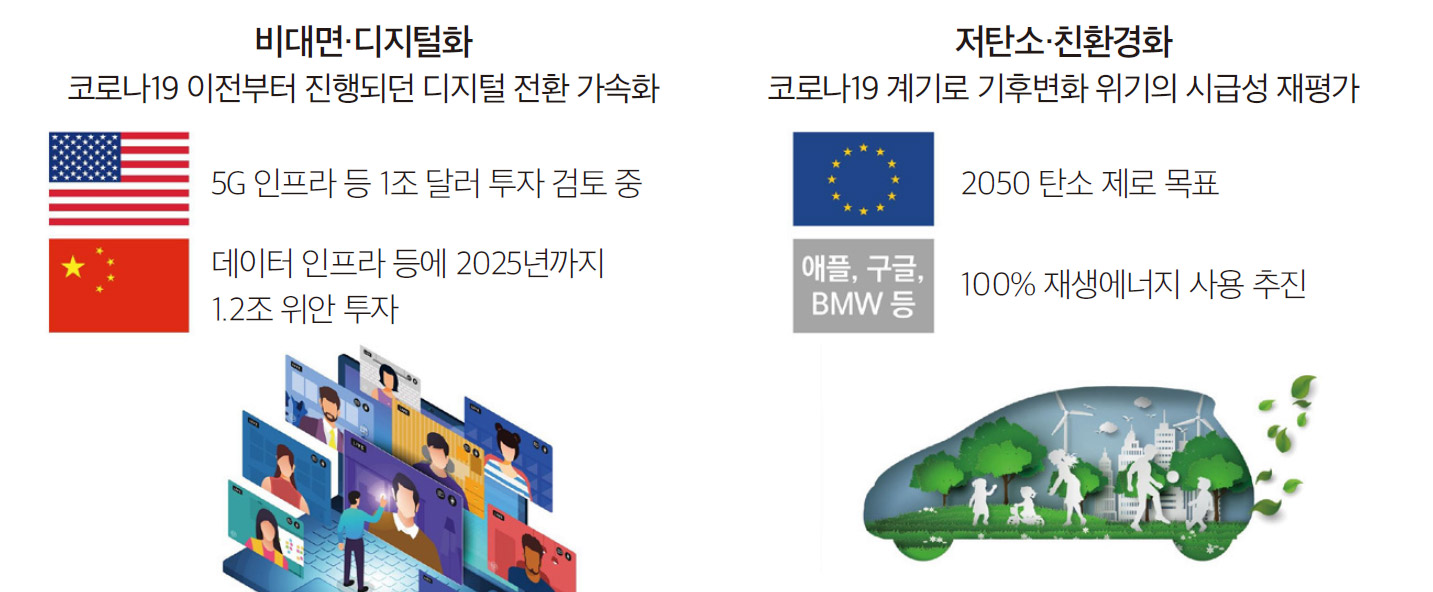 비대면·디지털화
코로나19 이전부터 진행되던 디지털 전환 가속화
5G 인프라 등 1조 달러 투자 검토 중
데이터 인프라 등에 2025년까지
1.2조 위안 투자
저탄소·친환경화
코로나19 계기로 기후변화 위기의 시급성 재평가
2050 탄소 제로 목표
애플, 구글,
BMW 등
100% 재생에너지 사용 추진